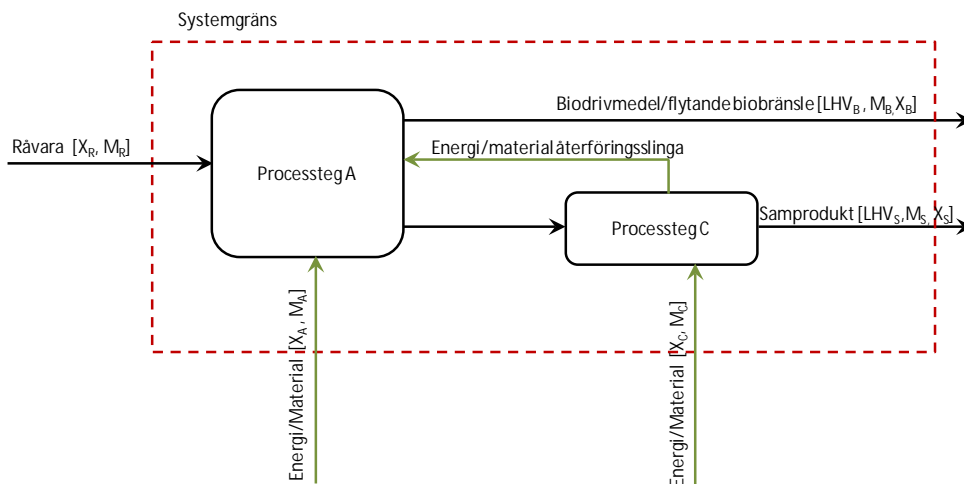 Systemgräns
Biodrivmedel/flytande biobränsle [LHV_B, M_B, X_B]
Råvara [X_R, M_R]
Energi/material återföringsslinga
Processteg A
Samprodukt [LHV_S, M_S, X_S]
Processteg C
Energi/Material [X_A, M_A]
Energi/Material [X_C, M_C]